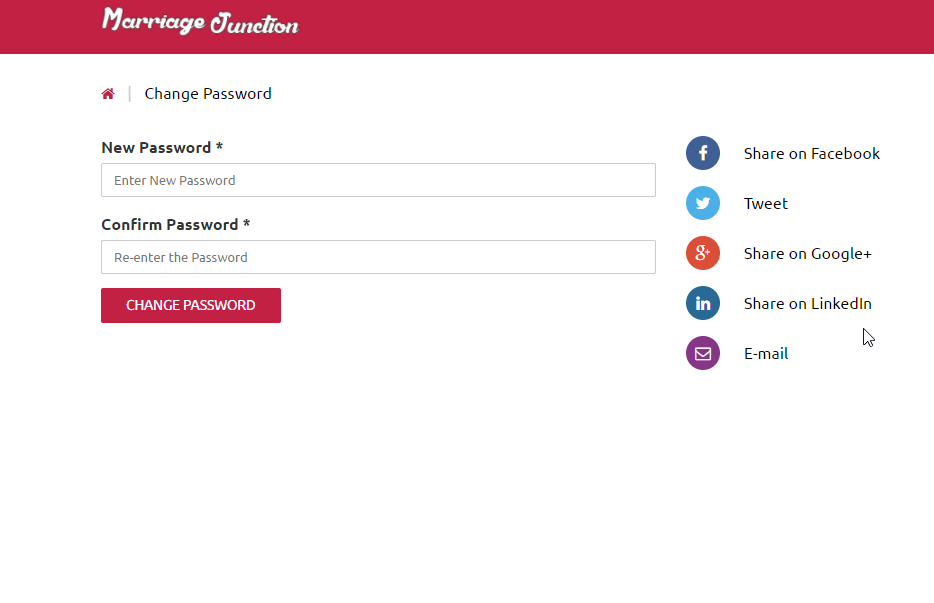 Marriage Junction
| Change Password
New Password *
Enter New Password
Confirm Password *
Re-enter the Password
CHANGE PASSWORD
f Share on Facebook
Tweet
g+ Share on Google+
in Share on LinkedIn
E-mail